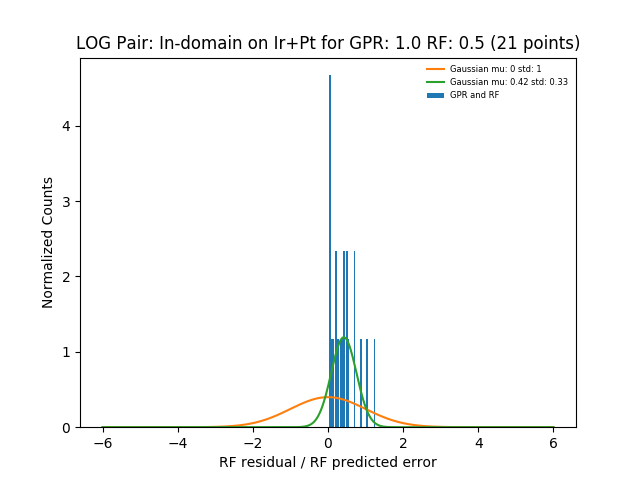 LOG Pair: In-domain on Ir+Pt for GPR: 1.0 RF: 0.5 (21 points)
Gaussian mu: 0 std: 1
Gaussian mu: 0.42 std: 0.33
GPR and RF
Normalized Counts
4
3
2
1
0
−6 −4 −2 0 2 4 6
RF residual / RF predicted error